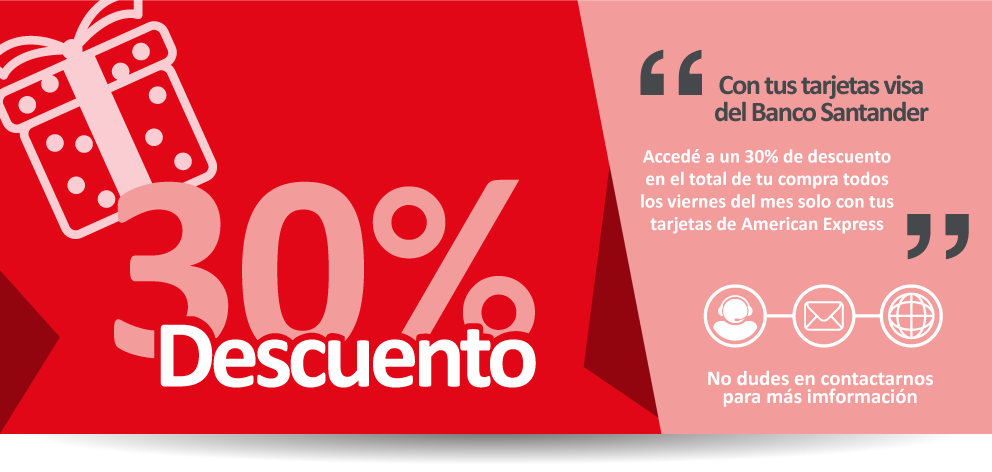 30%
Descuento
“ Con tus tarjetas visa
del Banco Santander
Accedé a un 30% de descuento
en el total de tu compra todos
los viernes del mes solo con tus
tarjetas de American Express ”
No dudes en contactarnos
para más imformación